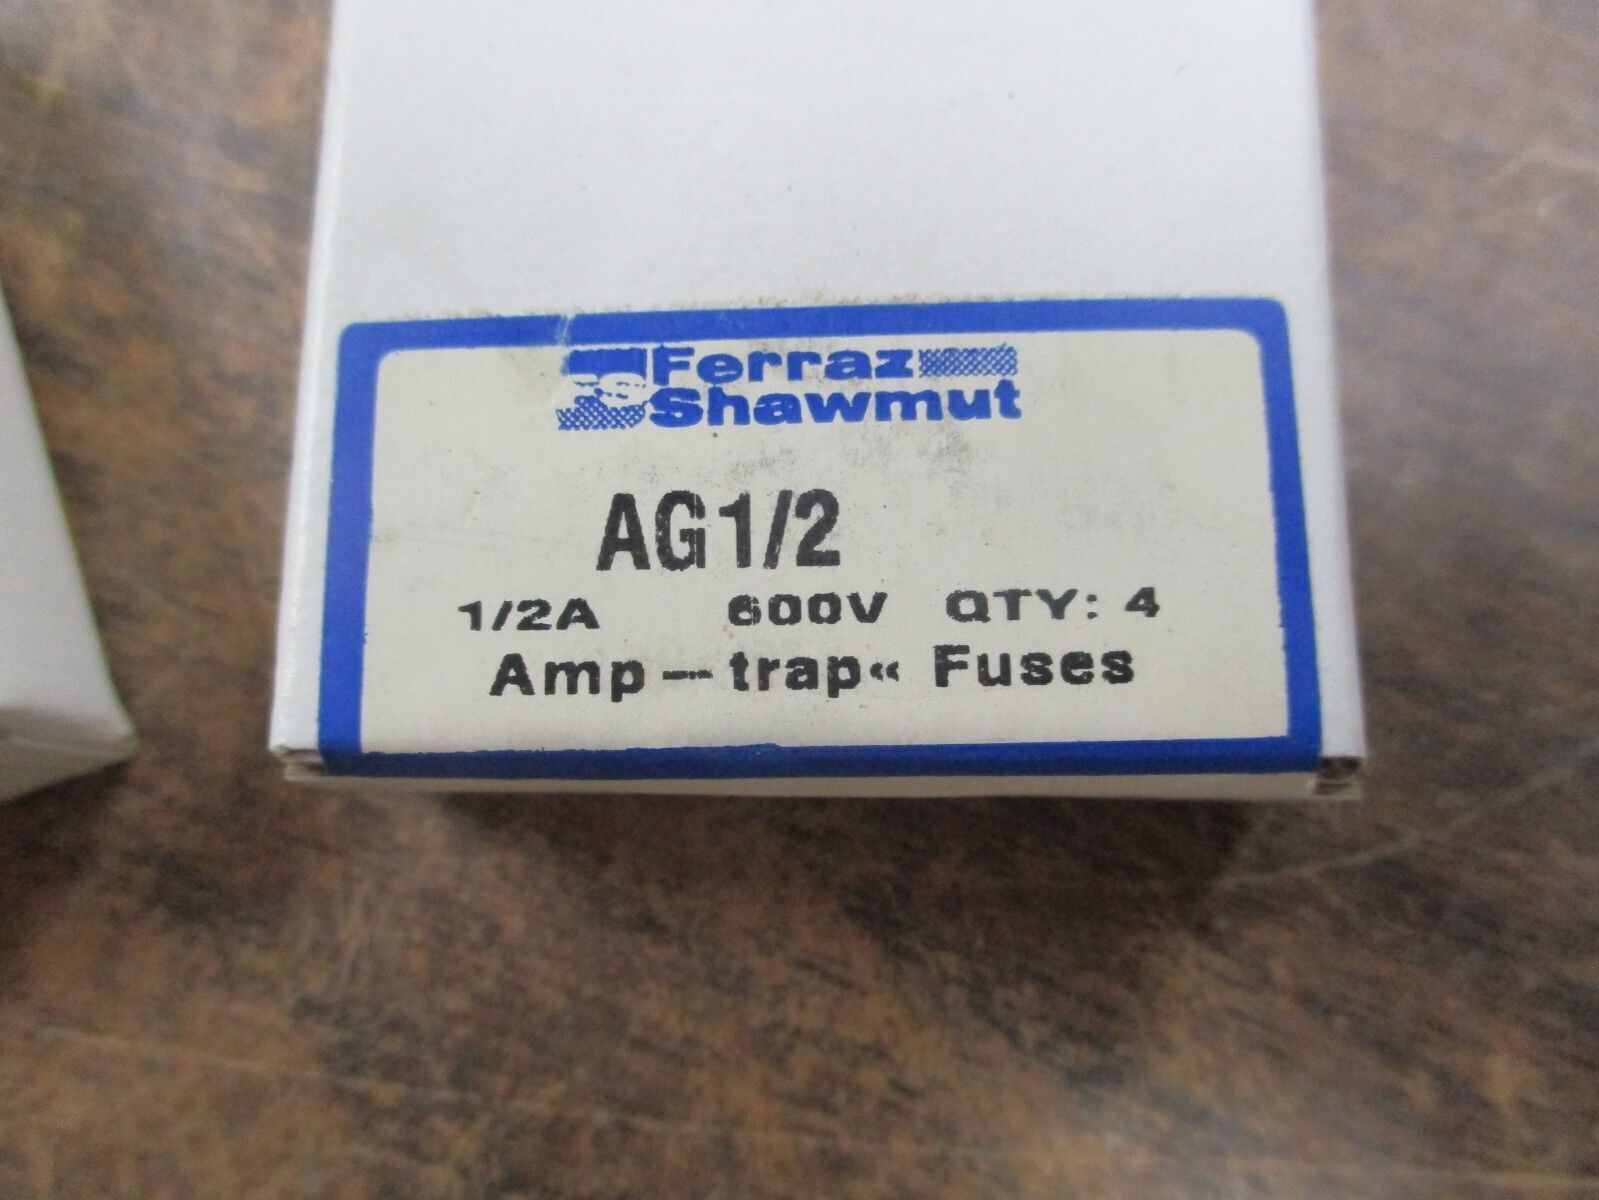 Ferraz
Shawmut
AG1/2
1/2A 600V QTY: 4
Amp-trap« Fuses